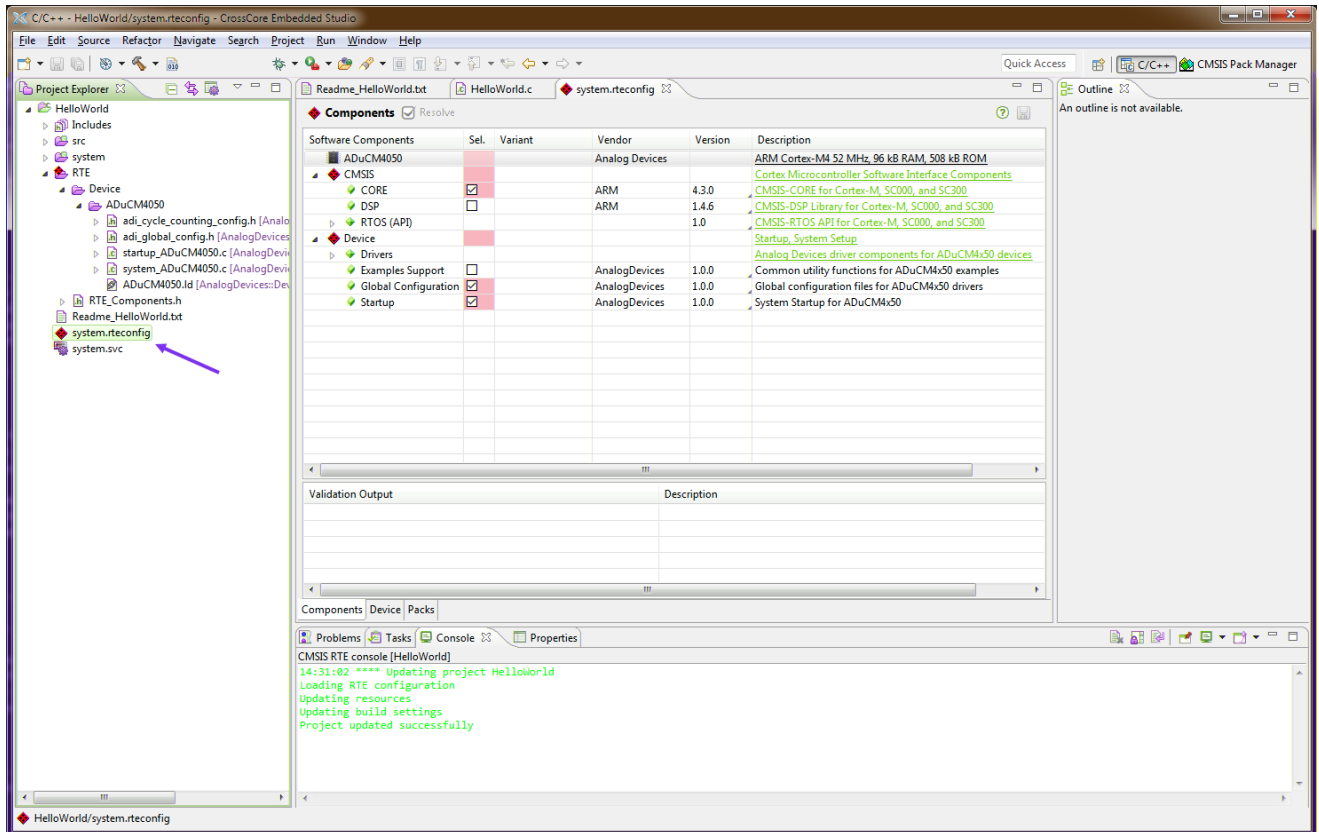 C/C++ - HelloWorld/system.rteconfig - CrossCore Embedded Studio
File Edit Source Refactor Navigate Search Project Run Window Help
Quick Access C/C++ CMSIS Pack Manager
Project Explorer
HelloWorld
Includes
src
system
RTE
Device
ADuCM4050
adi_cycle_counting_config.h [Analo
adi_global_config.h [AnalogDevices
startup_ADuCM4050.c [AnalogDevi
system_ADuCM4050.c [AnalogDevi
ADuCM4050.ld [AnalogDevices::Dev
RTE_Components.h
Readme_HelloWorld.txt
system.rteconfig
system.svc
Readme_HelloWorld.txt HelloWorld.c system.rteconfig
Components Resolve
Software Components Sel. Variant Vendor Version Description
ADuCM4050 Analog Devices ARM Cortex-M4 52 MHz, 96 kB RAM, 508 kB ROM
CMSIS Cortex Microcontroller Software Interface Components
CORE ARM 4.3.0 CMSIS-CORE for Cortex-M, SC000, and SC300
DSP ARM 1.4.6 CMSIS-DSP Library for Cortex-M, SC000, and SC300
RTOS (API) 1.0 CMSIS-RTOS API for Cortex-M, SC000, and SC300
Device Startup, System Setup
Drivers Analog Devices driver components for ADuCM4x50 devices
Examples Support AnalogDevices 1.0.0 Common utility functions for ADuCM4x50 examples
Global Configuration AnalogDevices 1.0.0 Global configuration files for ADuCM4x50 drivers
Startup AnalogDevices 1.0.0 System Startup for ADuCM4x50
Validation Output Description
Components Device Packs
Outline
An outline is not available.
Problems Tasks Console Properties
CMSIS RTE console [HelloWorld]
14:31:02 **** Updating project HelloWorld
Loading RTE configuration
Updating resources
Updating build settings
Project updated successfully
HelloWorld/system.rteconfig